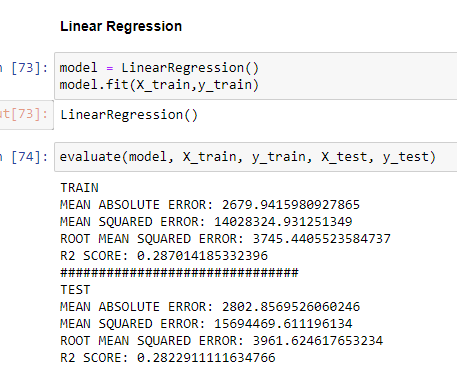 Linear Regression
n [73]: model = LinearRegression()
model.fit(X_train,y_train)
ut[73]: LinearRegression()
n [74]: evaluate(model, X_train, y_train, X_test, y_test)
TRAIN
MEAN ABSOLUTE ERROR: 2679.9415980927865
MEAN SQUARED ERROR: 14028324.931251349
ROOT MEAN SQUARED ERROR: 3745.4405523584737
R2 SCORE: 0.287014185332396
###############################
TEST
MEAN ABSOLUTE ERROR: 2802.8569526060246
MEAN SQUARED ERROR: 15694469.611196134
ROOT MEAN SQUARED ERROR: 3961.624617653234
R2 SCORE: 0.2822911111634766